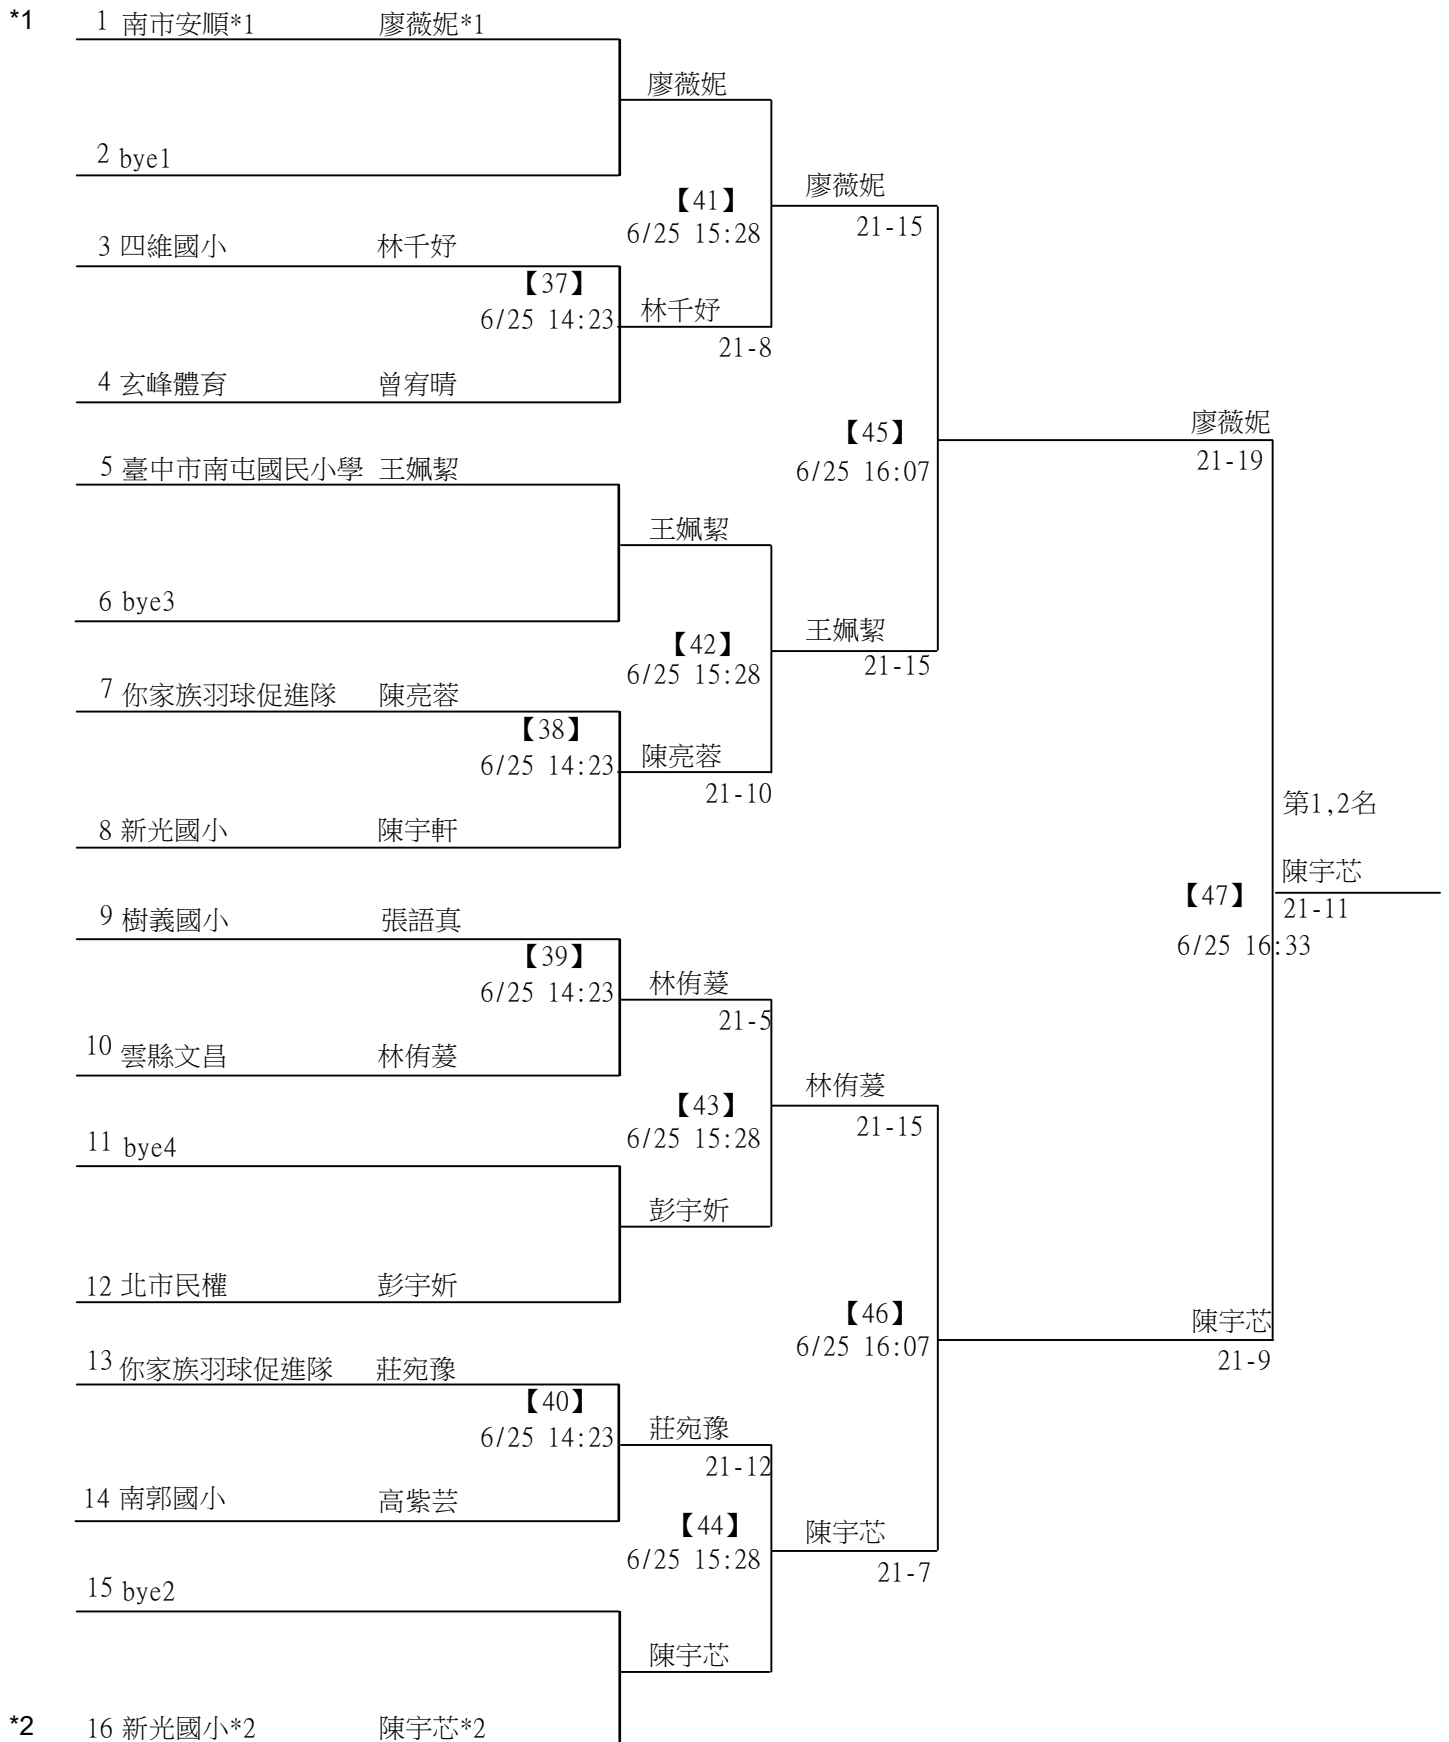 *1 1 南市安順*1 廖薇妮*1
廖薇妮
2 bye1
【41】 廖薇妮
6/25 15:28 21-15
3 四維國小 林千妤
【37】
6/25 14:23 林千妤
21-8
4 玄峰體育 曾宥晴
廖薇妮
【45】
21-19
5 臺中市南屯國民小學 王姵絜
6/25 16:07
王姵絜
6 bye3
【42】 王姵絜
6/25 15:28 21-15
7 你家族羽球促進隊 陳亮蓉
【38】
6/25 14:23 陳亮蓉
21-10
第1,2名
8 新光國小 陳宇軒
陳宇芯
【47】
21-11
9 樹義國小 張語真
6/25 16:33
【39】
6/25 14:23 林侑萲
21-5
10 雲縣文昌 林侑萲
【43】 林侑萲
6/25 15:28 21-15
11 bye4
彭宇妡
12 北市民權 彭宇妡
【46】 陳宇芯
6/25 16:07
21-9
13 你家族羽球促進隊 莊宛豫
【40】
6/25 14:23 莊宛豫
21-12
14 南郭國小 高紫芸
【44】 陳宇芯
6/25 15:28 21-7
15 bye2
陳宇芯
*2 16 新光國小*2 陳宇芯*2